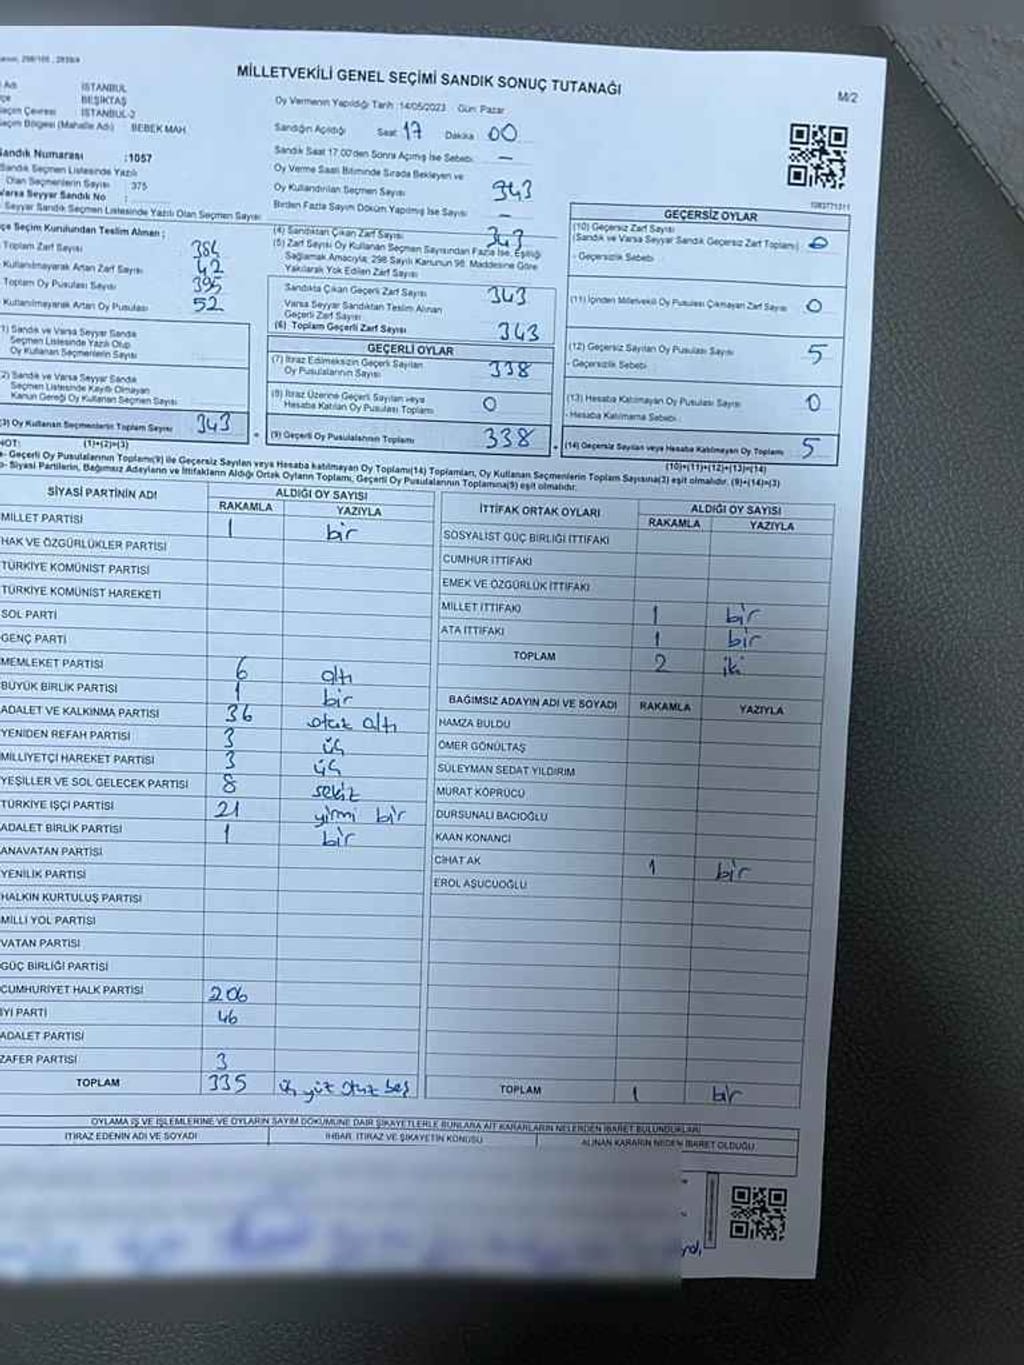 MİLLETVEKİLİ GENEL SEÇİMİ SANDIK SONUÇ TUTANAĞI
M/2
Adı İSTANBUL
BEŞİKTAŞ
Seçim Çevresi İSTANBUL-2
Seçim Bölgesi (Mahalle Adı) BEBEK MAH
Sandık Numarası :1057
Sandık Seçmen Listesinde Yazılı
Olan Seçmenlerin Sayısı 375
Varsa Seyyar Sandık No :
Seyyar Sandık Seçmen Listesinde Yazılı Olan Seçmen Sayısı
Oy Vermenin Yapıldığı Tarih :14/05/2023 Gün: Pazar
Sandığın Açıldığı Saat 17 Dakika 00
Sandık Saat 17.00'den Sonra Açılmış İse Sebebi -
Oy Verme Saati Bitiminde Sırada Bekleyen ve
Oy Kullandırılan Seçmen Sayısı 343
Birden Fazla Sayım Döküm Yapılmış İse Sayısı -
İlçe Seçim Kurulundan Teslim Alınan ;
Toplam Zarf Sayısı 384
Kullanılmayarak Artan Zarf Sayısı 42
Toplam Oy Pusulası Sayısı 395
Kullanılmayarak Artan Oy Pusulası 52
1) Sandık ve Varsa Seyyar Sandık
Seçmen Listesinde Yazılı Olup
Oy Kullanan Seçmenlerin Sayısı
2) Sandık ve Varsa Seyyar Sandık
Seçmen Listesinde Kayıtlı Olmayan
Kanun Gereği Oy Kullanan Seçmen Sayısı
(3) Oy Kullanan Seçmenlerin Toplam Sayısı 343
(1)+(2)=(3)
(4) Sandıktan Çıkan Zarf Sayısı 343
(5) Zarf Sayısı Oy Kullanan Seçmen Sayısından Fazla İse, Eşitliği
Sağlamak Amacıyla; 298 Sayılı Kanunun 98. Maddesine Göre
Yakılarak Yok Edilen Zarf Sayısı
Sandıkta Çıkan Geçerli Zarf Sayısı 343
Varsa Seyyar Sandıktan Teslim Alınan
Geçerli Zarf Sayısı
(6) Toplam Geçerli Zarf Sayısı 343
GEÇERLİ OYLAR
(7) İtiraz Edilmeksizin Geçerli Sayılan
Oy Pusulalarının Sayısı 338
(8) İtiraz Üzerine Geçerli Sayılan veya
Hesaba Katılan Oy Pusulası Toplamı 0
(9) Geçerli Oy Pusulalarının Toplamı 338
1083771311
GEÇERSİZ OYLAR
(10) Geçersiz Zarf Sayısı
(Sandık ve Varsa Seyyar Sandık Geçersiz Zarf Toplamı) 0
- Geçersizlik Sebebi
(11) İçinden Milletvekili Oy Pusulası Çıkmayan Zarf Sayısı 0
(12) Geçersiz Sayılan Oy Pusulası Sayısı 5
- Geçersizlik Sebebi
(13) Hesaba Katılmayan Oy Pusulası Sayısı 0
- Hesaba Katılmama Sebebi
(14) Geçersiz Sayılan veya Hesaba Katılmayan Oy Toplamı 5
(10)+(11)+(12)+(13)=(14)
NOT:
a- Geçerli Oy Pusulalarının Toplamı(9) ile Geçersiz Sayılan veya Hesaba katılmayan Oy Toplamı(14) Toplamları, Oy Kullanan Seçmenlerin Toplam Sayısına(3) eşit olmalıdır. (9)+(14)=(3)
b- Siyasi Partilerin, Bağımsız Adayların ve İttifakların Aldığı Ortak Oyların Toplamı, Geçerli Oy Pusulalarının Toplamına(9) eşit olmalıdır.
SİYASİ PARTİNİN ADI ALDIĞI OY SAYISI
RAKAMLA YAZIYLA
MİLLET PARTİSİ 1 bir
HAK VE ÖZGÜRLÜKLER PARTİSİ
TÜRKİYE KOMÜNİST PARTİSİ
TÜRKİYE KOMÜNİST HAREKETİ
SOL PARTİ
GENÇ PARTİ
MEMLEKET PARTİSİ 6 altı
BÜYÜK BİRLİK PARTİSİ 1 bir
ADALET VE KALKINMA PARTİSİ 36 otuz altı
YENİDEN REFAH PARTİSİ 3 üç
MİLLİYETÇİ HAREKET PARTİSİ 3 üç
YEŞİLLER VE SOL GELECEK PARTİSİ 8 sekiz
TÜRKİYE İŞÇİ PARTİSİ 21 yirmi bir
ADALET BİRLİK PARTİSİ 1 bir
ANAVATAN PARTİSİ
YENİLİK PARTİSİ
HALKIN KURTULUŞ PARTİSİ
MİLLİ YOL PARTİSİ
VATAN PARTİSİ
GÜÇ BİRLİĞİ PARTİSİ
CUMHURİYET HALK PARTİSİ 206
İYİ PARTİ 46
ADALET PARTİSİ
ZAFER PARTİSİ 3
TOPLAM 335 üç yüz otuz beş
İTTİFAK ORTAK OYLARI ALDIĞI OY SAYISI
RAKAMLA YAZIYLA
SOSYALİST GÜÇ BİRLİĞİ İTTİFAKI
CUMHUR İTTİFAKI
EMEK VE ÖZGÜRLÜK İTTİFAKI
MİLLET İTTİFAKI 1 bir
ATA İTTİFAKI 1 bir
TOPLAM 2 iki
BAĞIMSIZ ADAYIN ADI VE SOYADI RAKAMLA YAZIYLA
HAMZA BULDU
ÖMER GÖNÜLTAŞ
SÜLEYMAN SEDAT YILDIRIM
MURAT KÖPRÜCÜ
DURSUNALİ BACIOĞLU
KAAN KONANÇ
CİHAT AK 1 bir
EROL AŞUCUOĞLU
TOPLAM 1 bir
OYLAMA İŞ VE İŞLEMLERİNE VE OYLARIN SAYIM DÖKÜMÜNE DAİR ŞİKAYETLERLE BUNLARA AİT KARARLARIN NELERDEN İBARET BULUNDUKLARI
İTİRAZ EDENİN ADI VE SOYADI İHBAR, İTİRAZ VE ŞİKAYETİN KONUSU ALINAN KARARIN NEDEN İBARET OLDUĞU